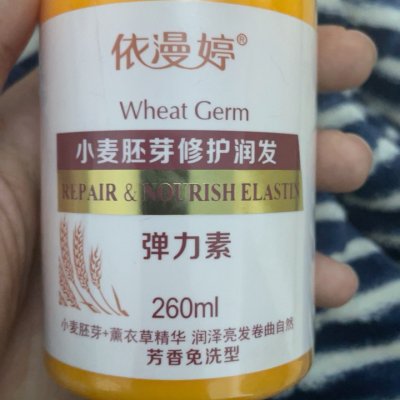 依漫婷®
Wheat Germ
小麦胚芽修护润发
REPAIR & NOURISH ELASTIN
弹力素
260ml
小麦胚芽+薰衣草精华 润泽亮发卷曲自然
芳香免洗型